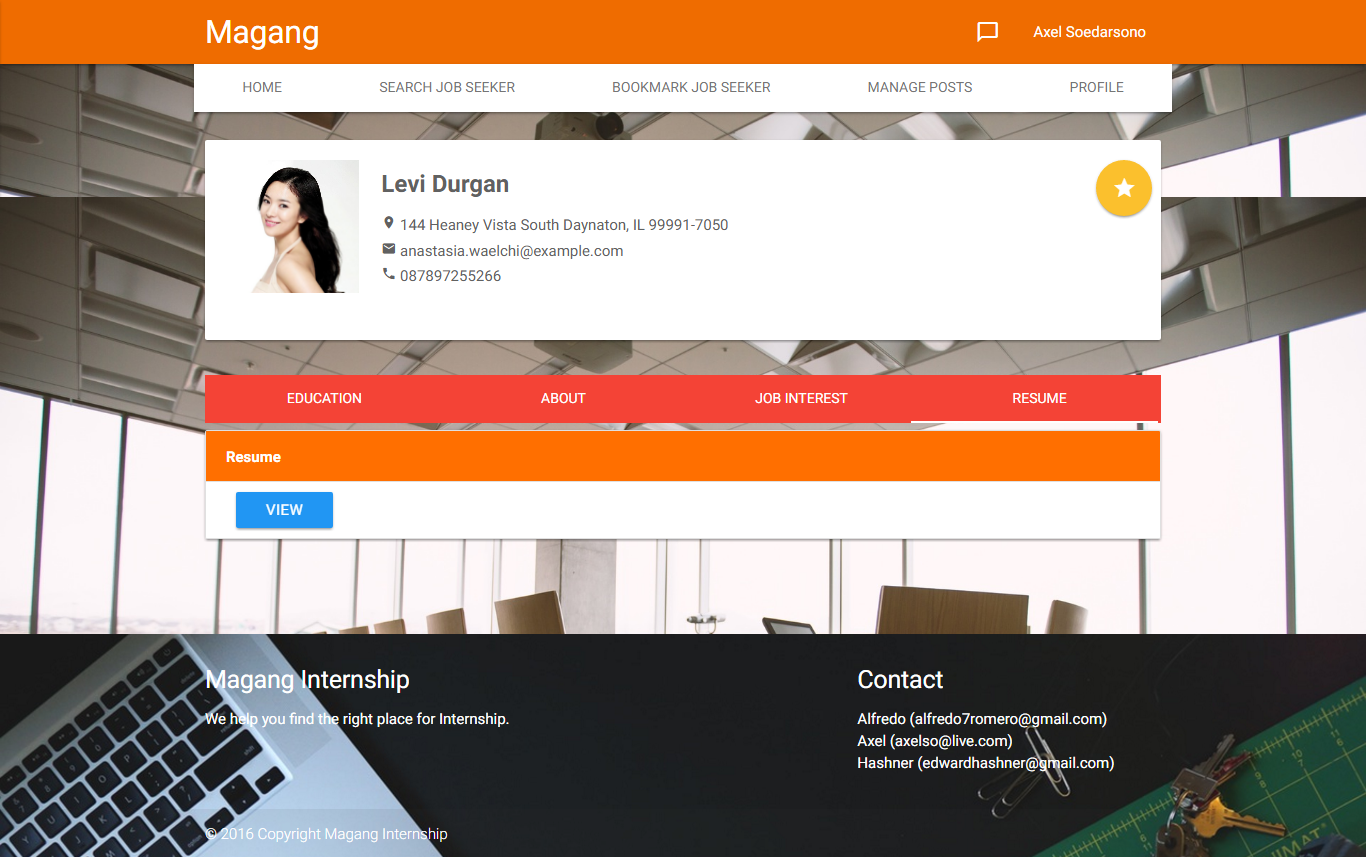 Magang
Axel Soedarsono
HOME
SEARCH JOB SEEKER
BOOKMARK JOB SEEKER
MANAGE POSTS
PROFILE
Levi Durgan
144 Heaney Vista South Daynaton, IL 99991-7050
anastasia.waelchi@example.com
087897255266
EDUCATION
ABOUT
JOB INTEREST
RESUME
Resume
VIEW
Magang Internship
We help you find the right place for Internship.
Contact
Alfredo (alfredo7romero@gmail.com)
Axel (axelso@live.com)
Hashner (edwardhashner@gmail.com)
© 2016 Copyright Magang Internship